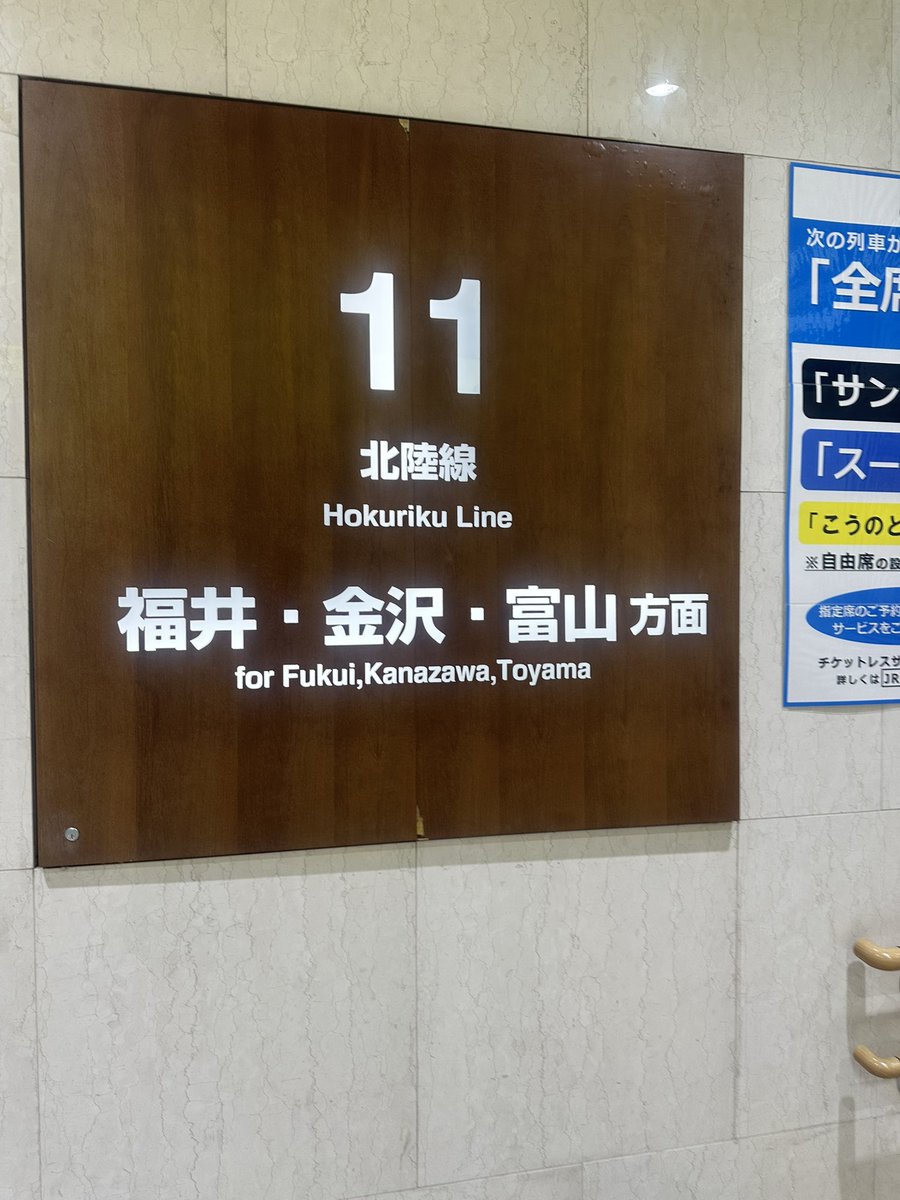 11
北陸線
Hokuriku Line
福井・金沢・富山 方面
for Fukui,Kanazawa,Toyama
次の列車が
「全席
「サン
「スー
「こうのと
※自由席の設
指定席のご予約
サービスをご
チケットレスサ
詳しくは JR